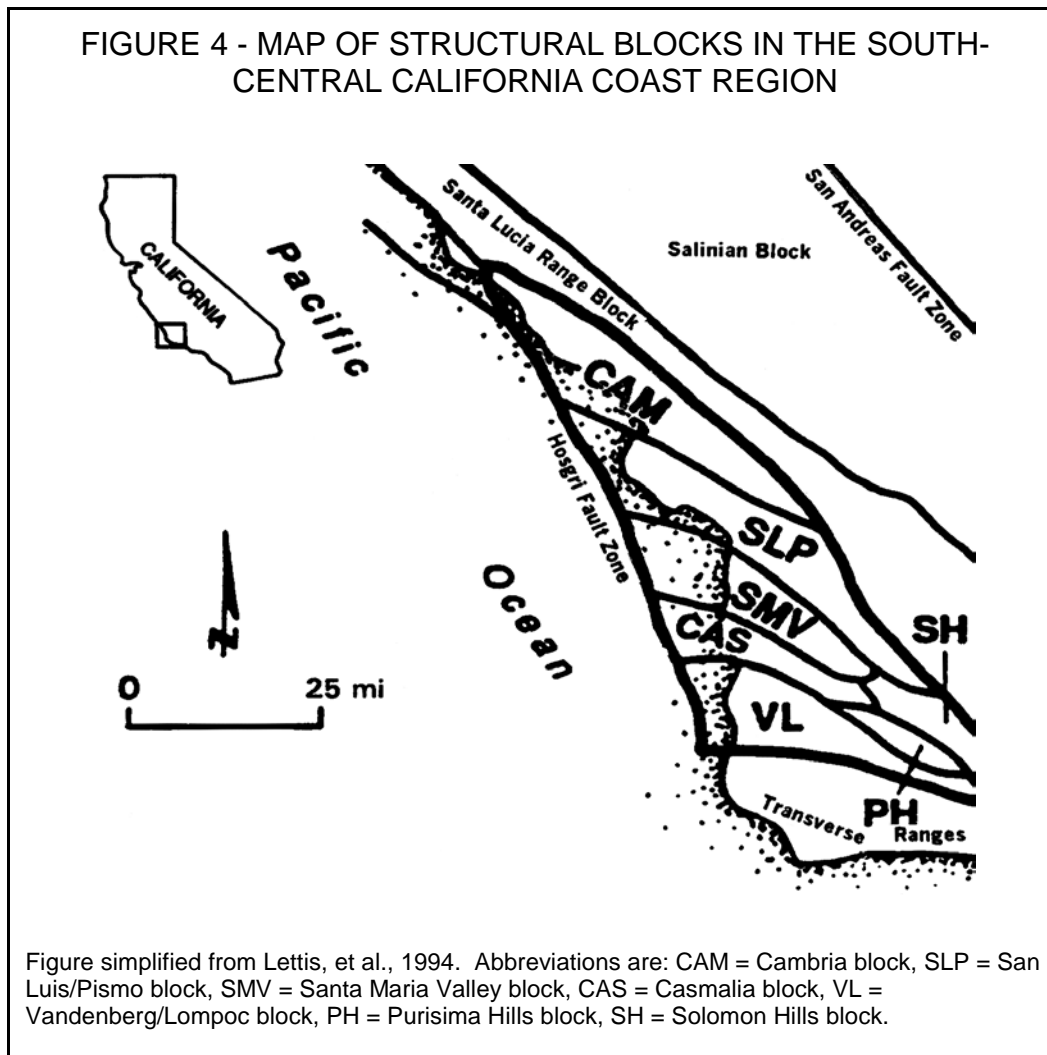 FIGURE 4 - MAP OF STRUCTURAL BLOCKS IN THE SOUTH-
CENTRAL CALIFORNIA COAST REGION
CALIFORNIA
Pacific
Ocean
Santa Lucia Range Block
Salinian Block
San Andreas Fault Zone
Hosgri Fault Zone
CAM
SLP
SMV
CAS
SH
VL
PH
Transverse Ranges
N
0 25 mi
Figure simplified from Lettis, et al., 1994. Abbreviations are: CAM = Cambria block, SLP = San
Luis/Pismo block, SMV = Santa Maria Valley block, CAS = Casmalia block, VL =
Vandenberg/Lompoc block, PH = Purisima Hills block, SH = Solomon Hills block.